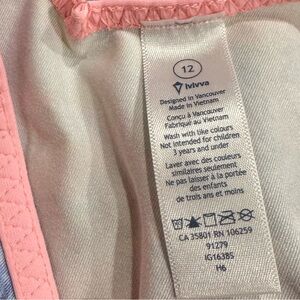 12
ivivva
Designed in Vancouver
Made in Vietnam
Conçu à Vancouver
Fabriqué au Vietnam
Wash with like colours
Not intended for children
3 years and under
Laver avec des couleurs
similaires seulement
Ne pas laisser à la portée
des enfants
de trois ans et moins
CA 35801 RN 106259
91279
IG1638S
H6